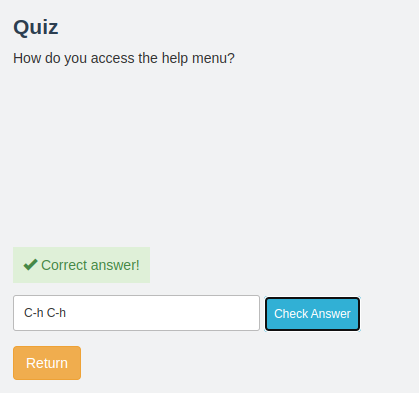 Quiz
How do you access the help menu?
Correct answer!
C-h C-h
Check Answer
Return